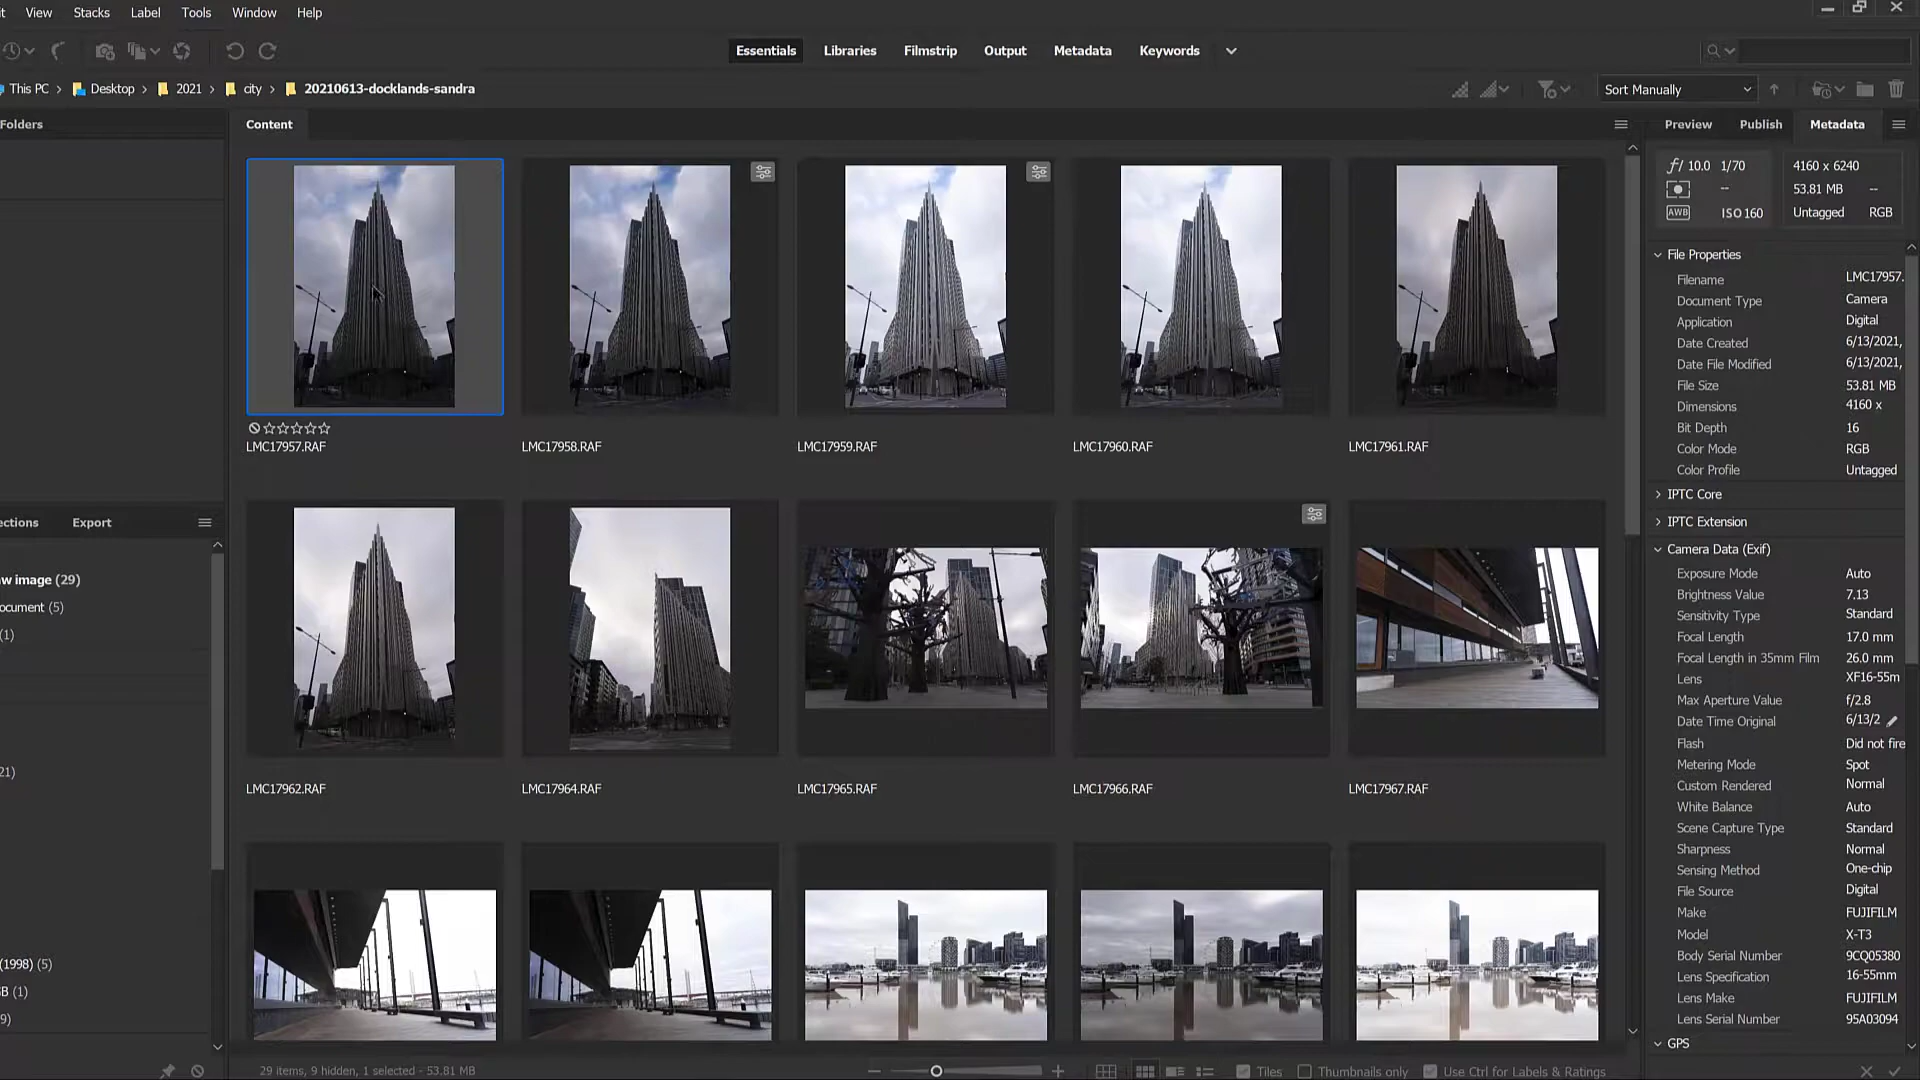 it View Stacks Label Tools Window Help
Essentials Libraries Filmstrip Output Metadata Keywords
This PC Desktop 2021 city 20210613-docklands-sandra
Sort Manually
Folders
Content
Preview Publish Metadata
f/ 10.0 1/70
--
AWB ISO 160
4160 x 6240
53.81 MB --
Untagged RGB
File Properties
Filename LMC17957.
Document Type Camera
Application Digital
Date Created 6/13/2021,
Date File Modified 6/13/2021,
File Size 53.81 MB
Dimensions 4160 x
Bit Depth 16
Color Mode RGB
Color Profile Untagged
IPTC Core
IPTC Extension
Camera Data (Exif)
Exposure Mode Auto
Brightness Value 7.13
Sensitivity Type Standard
Focal Length 17.0 mm
Focal Length in 35mm Film 26.0 mm
Lens XF16-55m
Max Aperture Value f/2.8
Date Time Original 6/13/2
Flash Did not fire
Metering Mode Spot
Custom Rendered Normal
White Balance Auto
Scene Capture Type Standard
Sharpness Normal
Sensing Method One-chip
File Source Digital
Make FUJIFILM
Model X-T3
Body Serial Number 9CQ05380
Lens Specification 16-55mm
Lens Make FUJIFILM
Lens Serial Number 95A03094
GPS
LMC17957.RAF LMC17958.RAF LMC17959.RAF LMC17960.RAF LMC17961.RAF
LMC17962.RAF LMC17964.RAF LMC17965.RAF LMC17966.RAF LMC17967.RAF
ections Export
aw image (29)
ocument (5)
(1)
21)
(1998) (5)
GB (1)
9)
29 items, 9 hidden, 1 selected - 53.81 MB
Tiles Thumbnails only Use Ctrl for Labels & Ratings